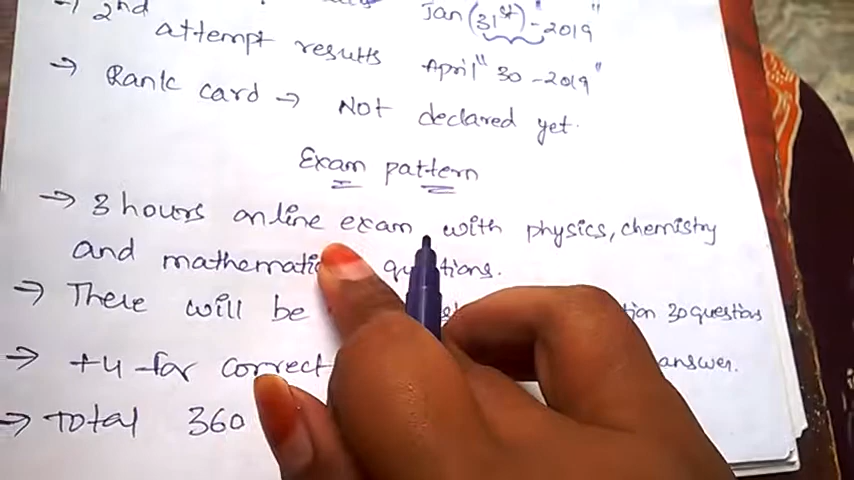 → 2nd attempt results Jan (31st) - 2019"
April" 30 - 2019"
→ Rank card → Not declared yet.
Exam pattern
→ 3 hours online exam with physics, chemistry
and mathematics questions.
→ There will be 30 questions
→ +4 for correct answer.
→ Total 360